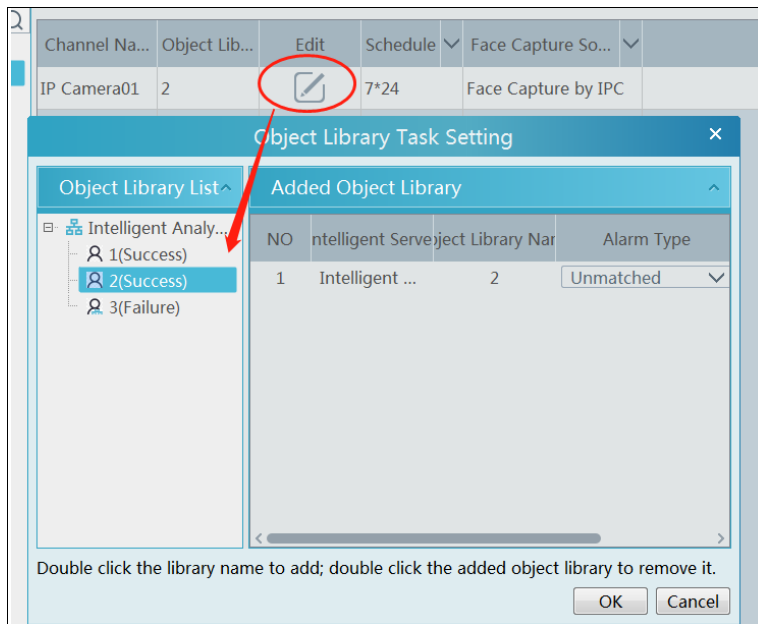 Channel Na... Object Lib... Edit Schedule Face Capture So...
IP Camera01 2 7*24 Face Capture by IPC
Object Library Task Setting
Object Library List Added Object Library
Intelligent Analy...
1(Success)
2(Success)
3(Failure)
NO ntelligent Serve bject Library Nar Alarm Type
1 Intelligent ... 2 Unmatched
Double click the library name to add; double click the added object library to remove it.
OK Cancel